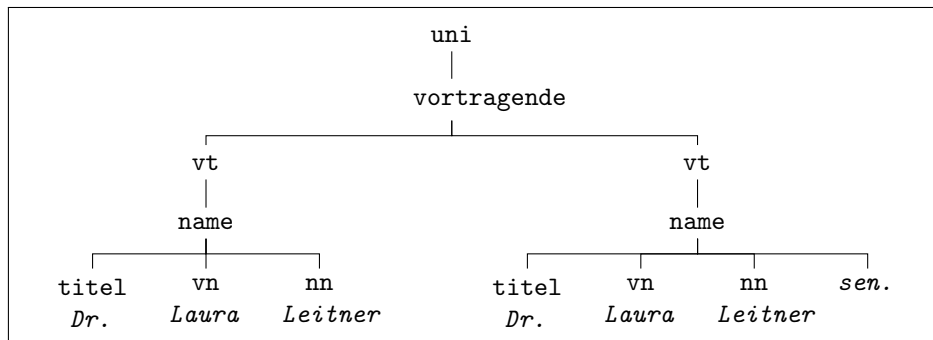 uni
vortragende
vt vt
name name
titel vn nn titel vn nn sen.
Dr. Laura Leitner Dr. Laura Leitner